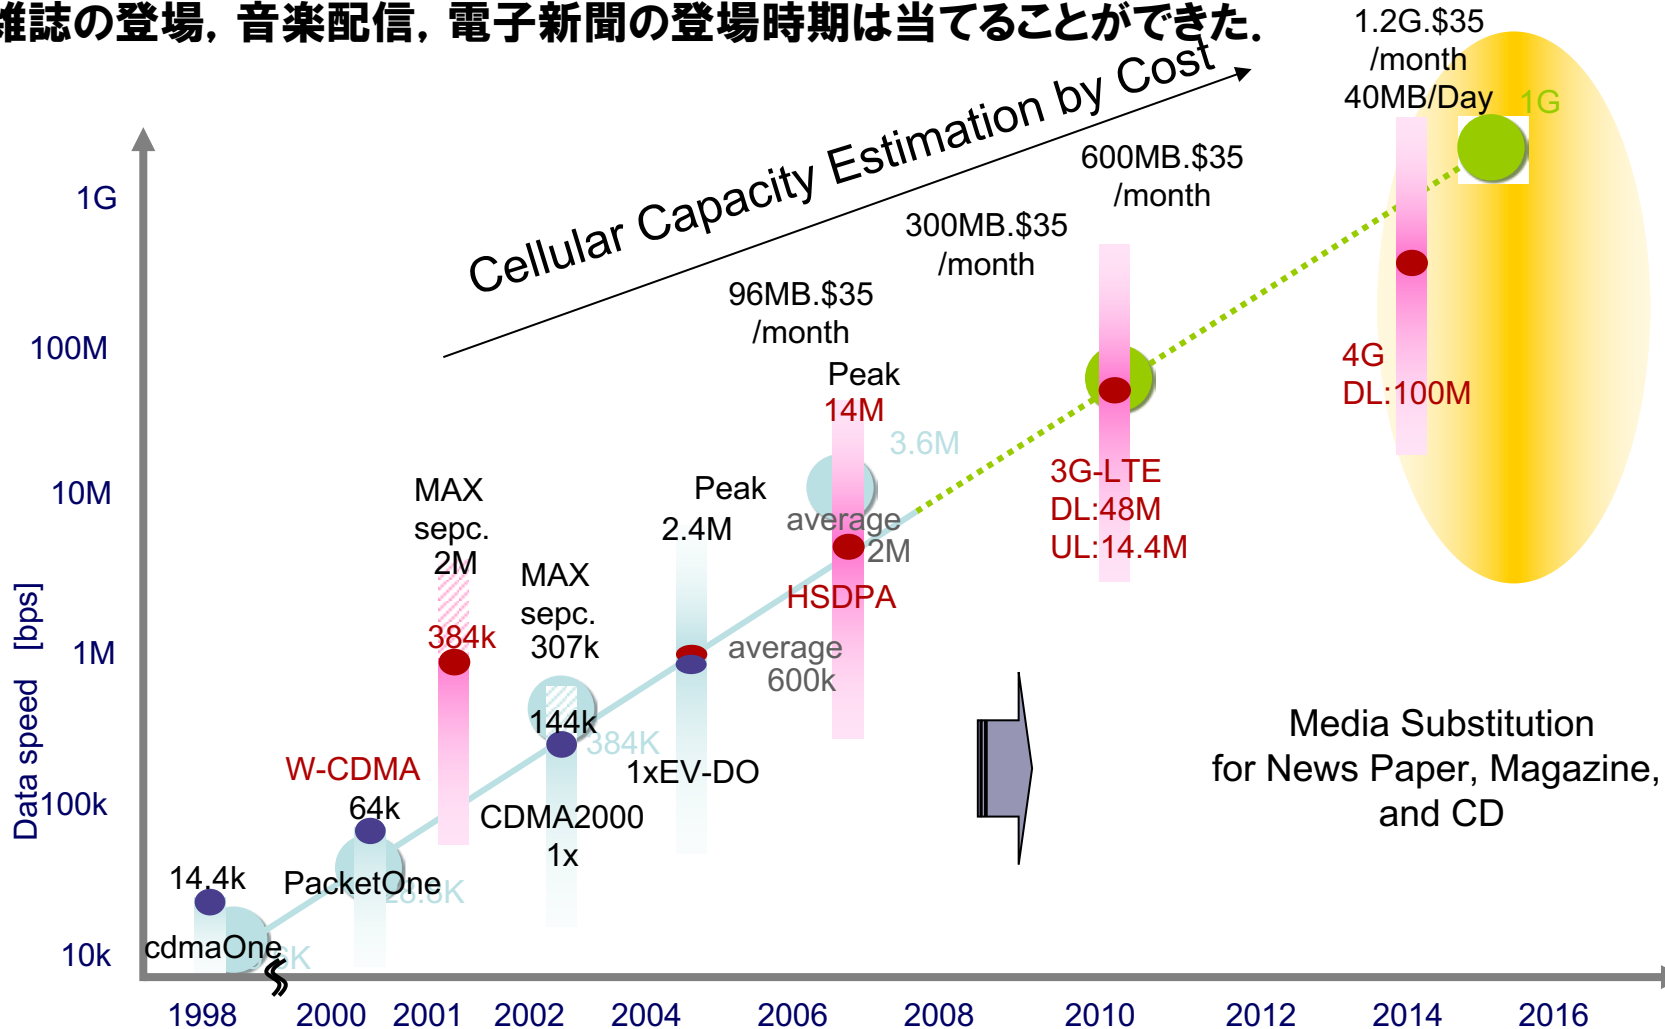 雑誌の登場，音楽配信，電子新聞の登場時期は当てることができた．
1.2G.$35
/month
40MB/Day
1G
Cellular Capacity Estimation by Cost
600MB.$35
/month
300MB.$35
/month
96MB.$35
/month
1G
100M
10M
1M
100k
10k
Data speed [bps]
Peak
14M
3.6M
average
2M
HSDPA
4G
DL:100M
3G-LTE
DL:48M
UL:14.4M
MAX
sepc.
2M
384k
MAX
sepc.
307k
144k
384K
Peak
2.4M
average
600k
1xEV-DO
W-CDMA
64k
CDMA2000
1x
14.4k
PacketOne
cdmaOne
Media Substitution
for News Paper, Magazine,
and CD
1998 2000 2001 2002 2004 2006 2008 2010 2012 2014 2016